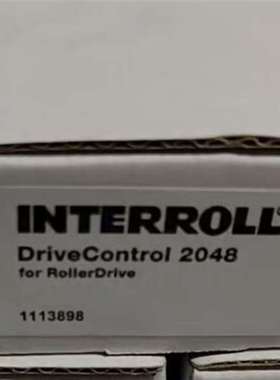 INTERROLL
DriveControl 2048
for RollerDrive
1113898